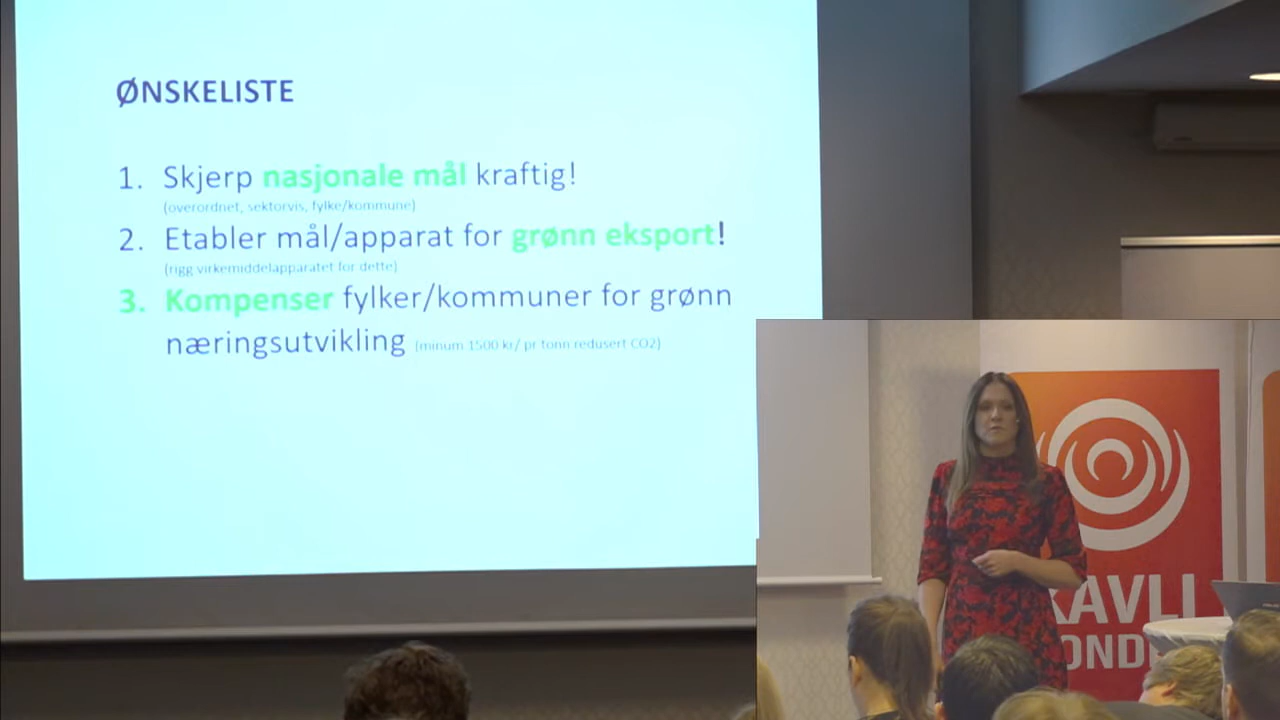 ØNSKELISTE
1. Skjerp nasjonale mål kraftig!
(overordnet, sektorvis, fylke/kommune)
2. Etabler mål/apparat for grønn eksport!
(rigg virkemiddelapparatet for dette)
3. Kompenser fylker/kommuner for grønn
næringsutvikling (minum 1500 kr/ pr tonn redusert CO2)
KAVLI
OND